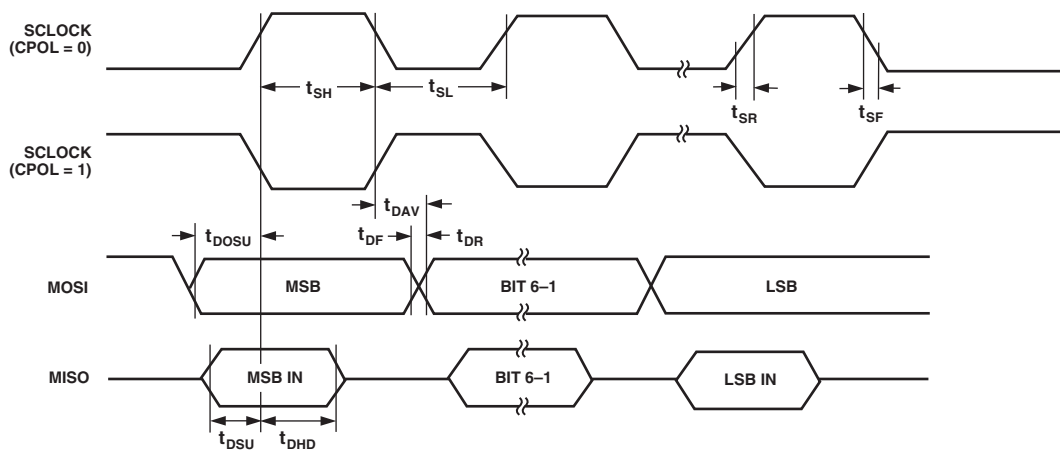 SCLOCK
(CPOL = 0)
tSH
tSL
tSR
tSF
SCLOCK
(CPOL = 1)
tDAV
tDOSU
tDF
tDR
MOSI
MSB
BIT 6–1
LSB
MISO
MSB IN
BIT 6–1
LSB IN
tDSU
tDHD